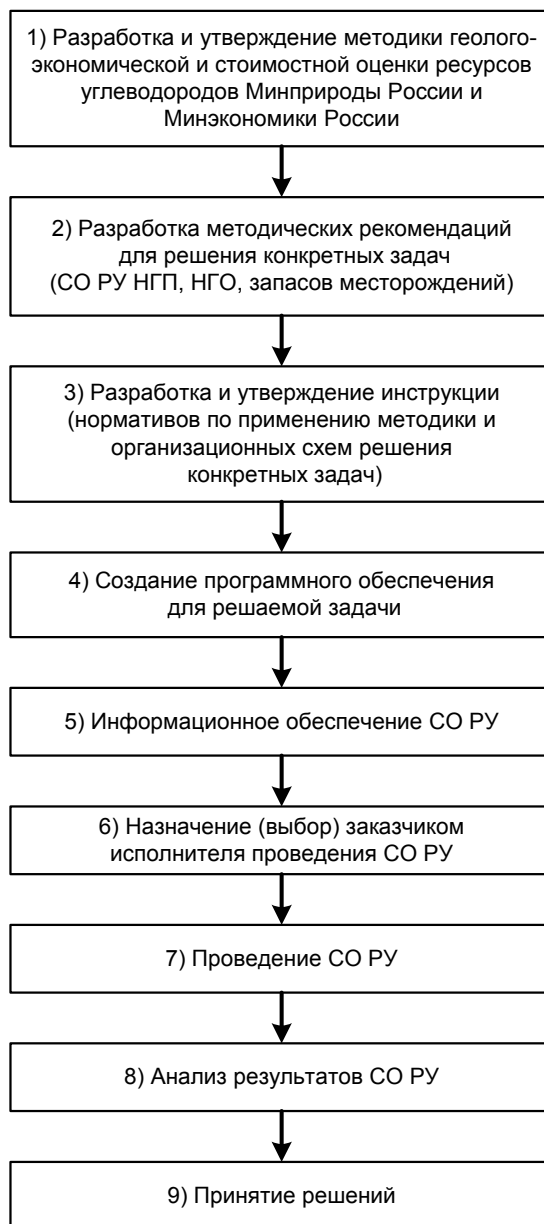 1) Разработка и утверждение методики геолого-
экономической и стоимостной оценки ресурсов
углеводородов Минприроды России и
Минэкономики России
2) Разработка методических рекомендаций
для решения конкретных задач
(СО РУ НГП, НГО, запасов месторождений)
3) Разработка и утверждение инструкции
(нормативов по применению методики и
организационных схем решения
конкретных задач)
4) Создание программного обеспечения
для решаемой задачи
5) Информационное обеспечение СО РУ
6) Назначение (выбор) заказчиком
исполнителя проведения СО РУ
7) Проведение СО РУ
8) Анализ результатов СО РУ
9) Принятие решений